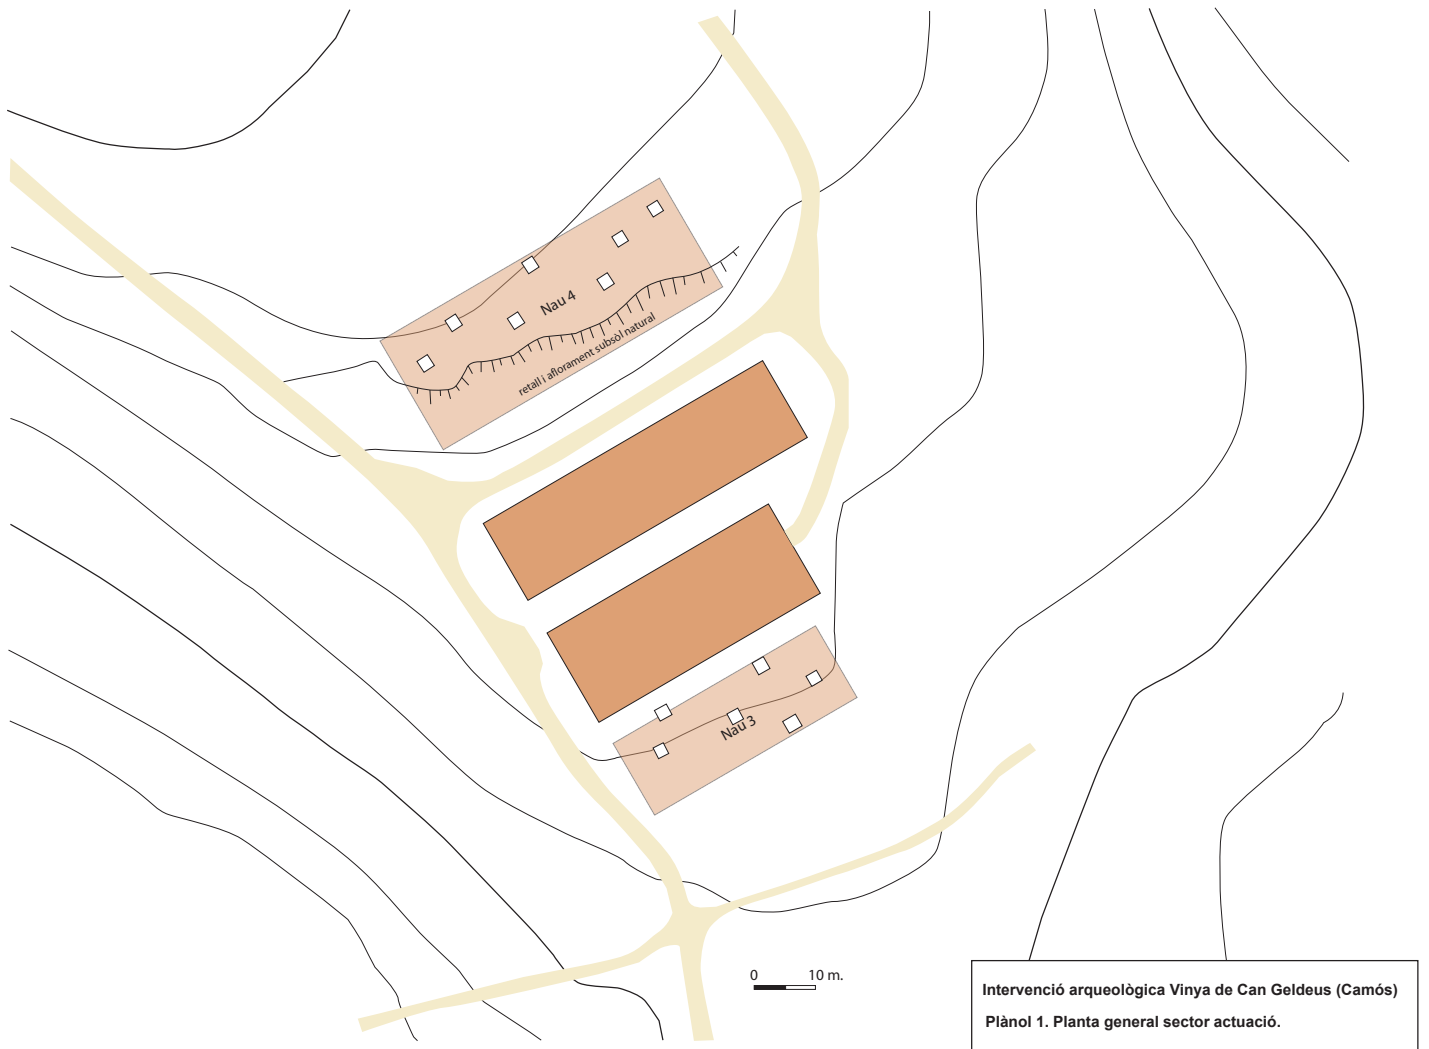 Nau 4
retall i aflorament subsòl natural
Nau 3
0 10 m.
Intervenció arqueològica Vinya de Can Geldeus (Camós)
Plànol 1. Planta general sector actuació.